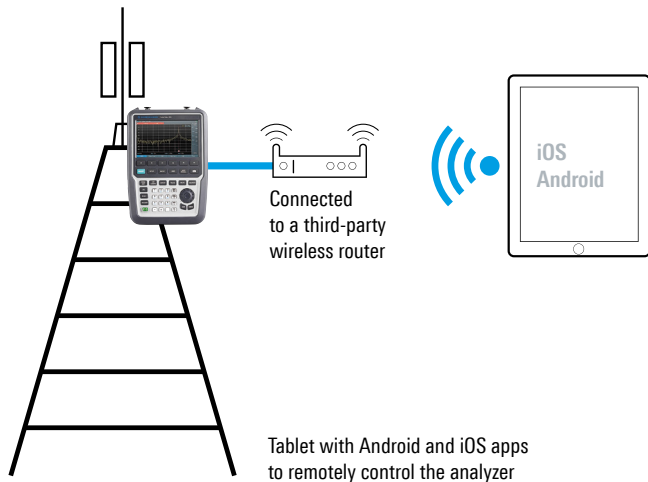 Connected
to a third-party
wireless router
iOS
Android
Tablet with Android and iOS apps
to remotely control the analyzer